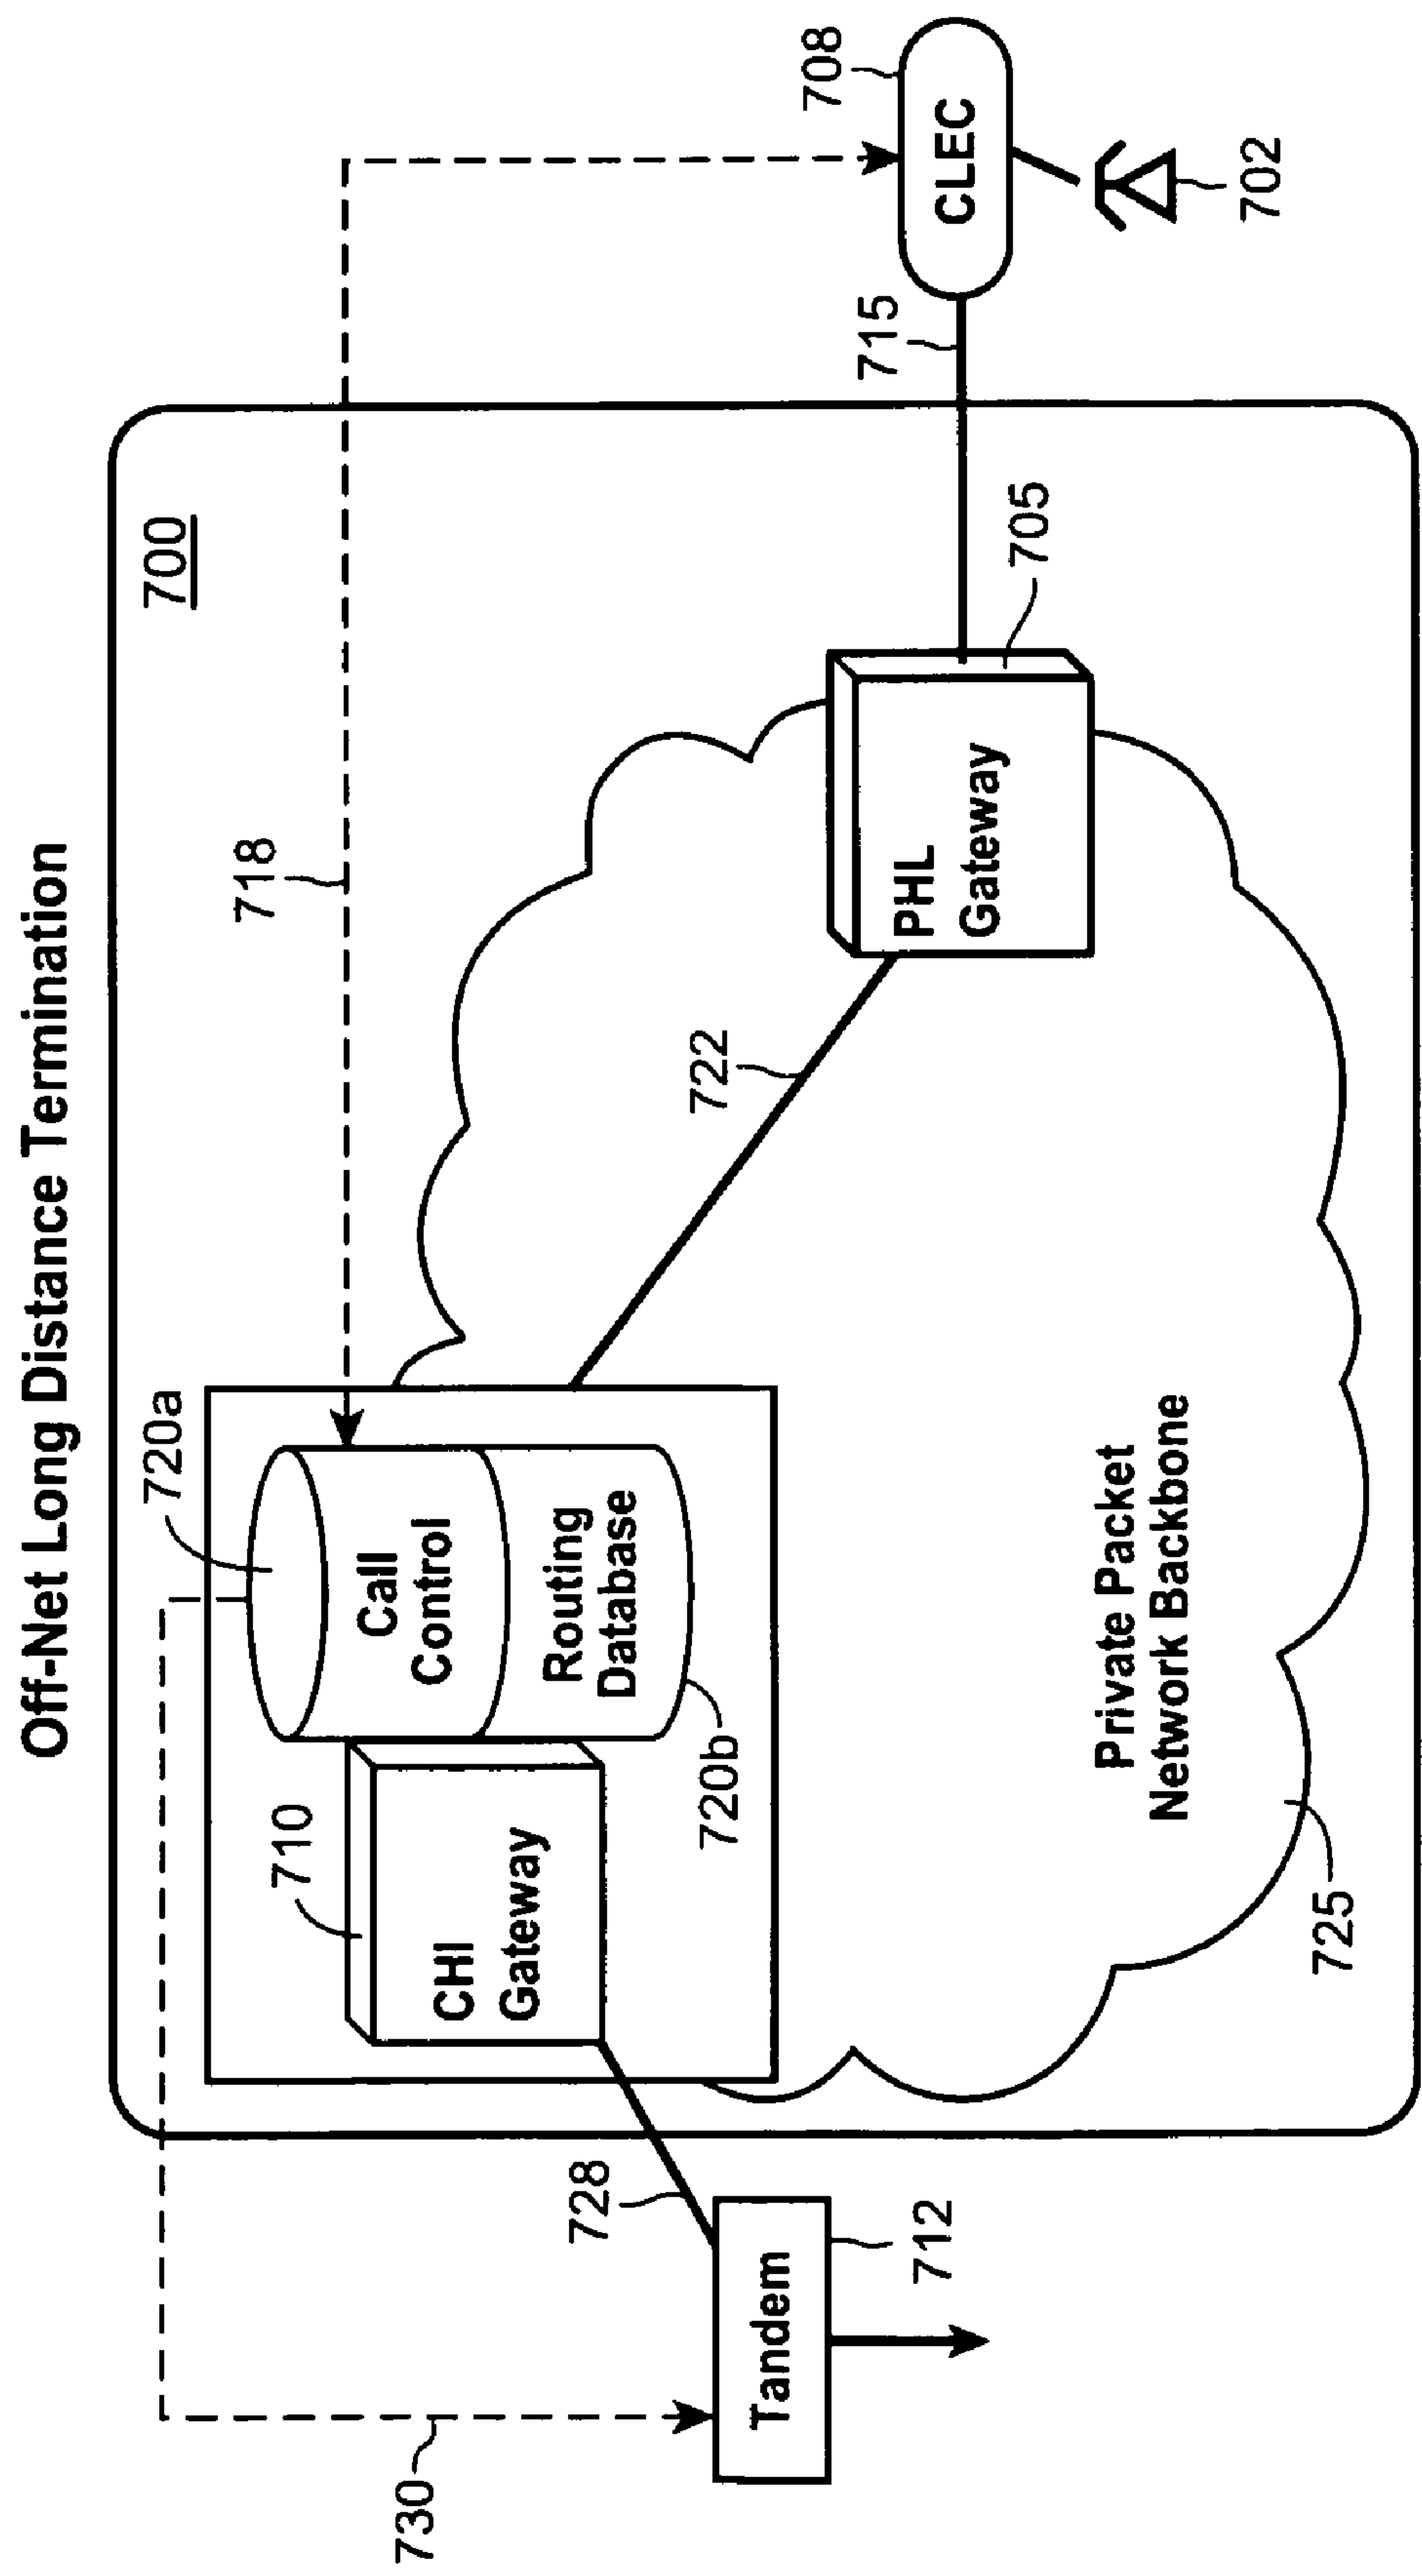 Off-Net Long Distance Termination
700
718
720a
Call
Control
Routing
Database
720b
710
CHI
Gateway
722
PHL
Gateway
705
715
708
CLEC
702
728
730
Tandem
712
Private Packet
Network Backbone
725